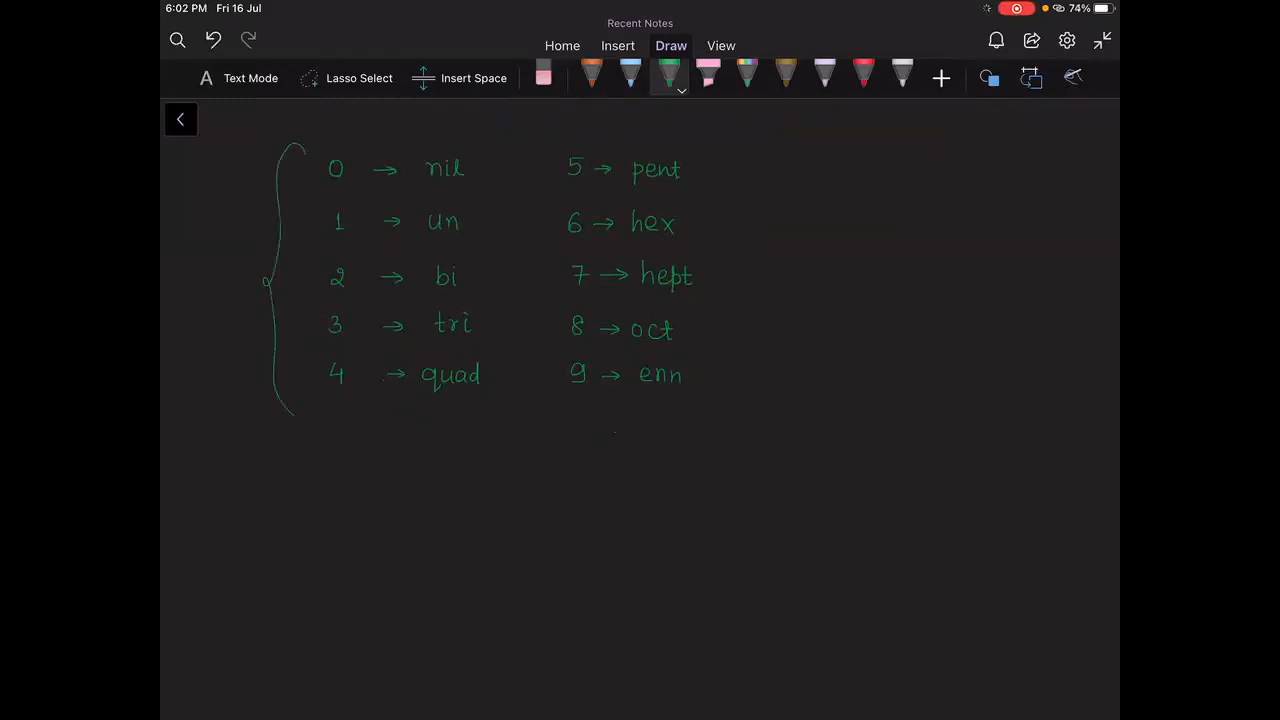 6:02 PM Fri 16 Jul 74%
Recent Notes
Home Insert Draw View
A Text Mode Lasso Select Insert Space
0 → nil 5 → pent
1 → un 6 → hex
2 → bi 7 → hept
3 → tri 8 → oct
4 → quad 9 → enn